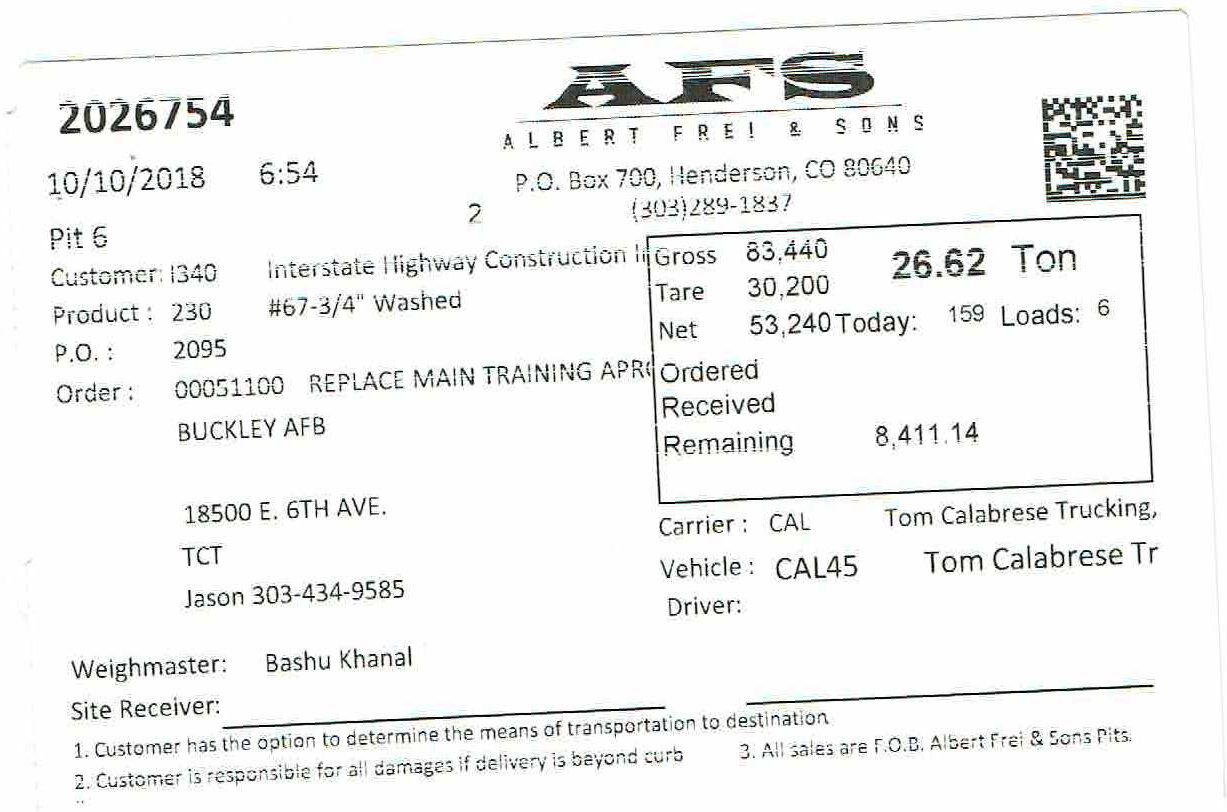 2026754
AFS
ALBERT FREI & SONS
10/10/2018 6:54
P.O. Box 700, Henderson, CO 80640
2 (303)289-1837
Pit 6
Customer: I340 Interstate Highway Construction
Product : 230 #67-3/4" Washed
P.O. : 2095
Order : 00051100 REPLACE MAIN TRAINING APRO
BUCKLEY AFB
18500 E. 6TH AVE.
TCT
Jason 303-434-9585
Gross 83,440 26.62 Ton
Tare 30,200
Net 53,240 Today: 159 Loads: 6
Ordered
Received
Remaining 8,411.14
Carrier : CAL Tom Calabrese Trucking,
Vehicle : CAL45 Tom Calabrese Tr
Driver:
Weighmaster: Bashu Khanal
Site Receiver:
1. Customer has the option to determine the means of transportation to destination
2. Customer is responsible for all damages if delivery is beyond curb 3. All sales are F.O.B. Albert Frei & Sons Pits.